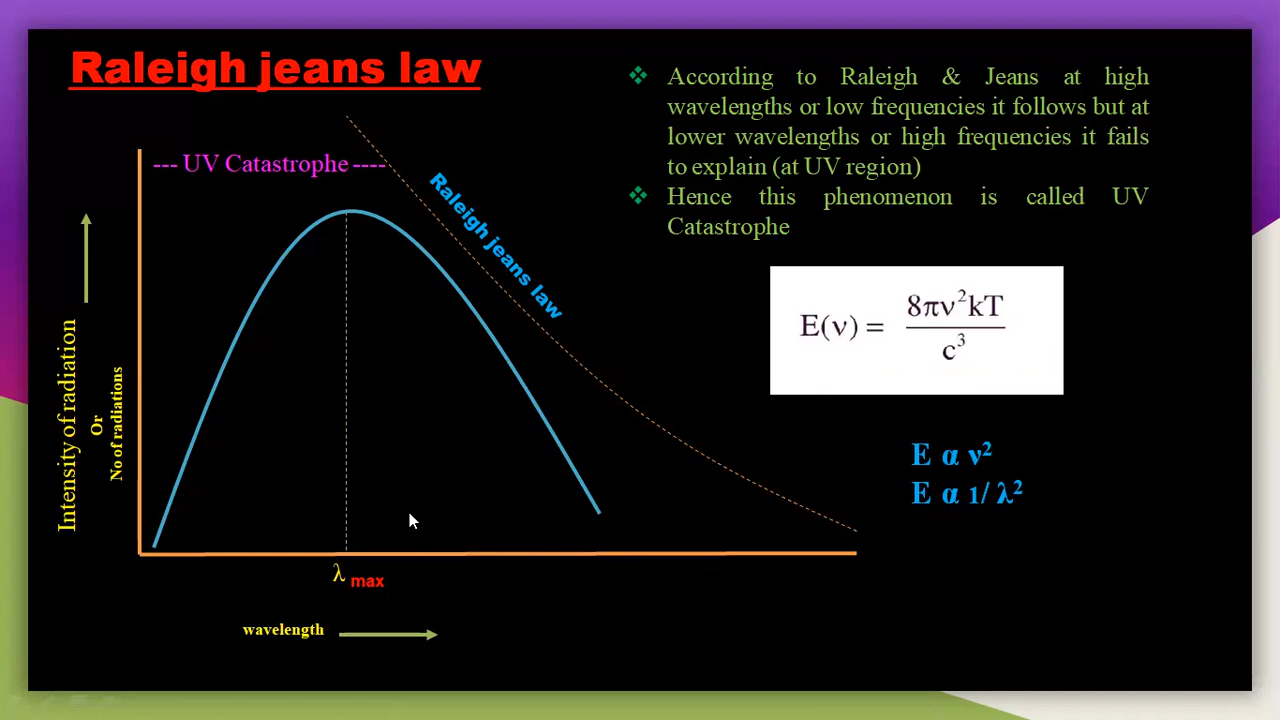 Raleigh jeans law
❖ According to Raleigh & Jeans at high
wavelengths or low frequencies it follows but at
lower wavelengths or high frequencies it fails
to explain (at UV region)
❖ Hence this phenomenon is called UV
Catastrophe
--- UV Catastrophe ----
Raleigh jeans law
E(ν) = 8πν²kT / c³
E α ν²
E α 1/ λ²
Intensity of radiation
Or
No of radiations
λ max
wavelength